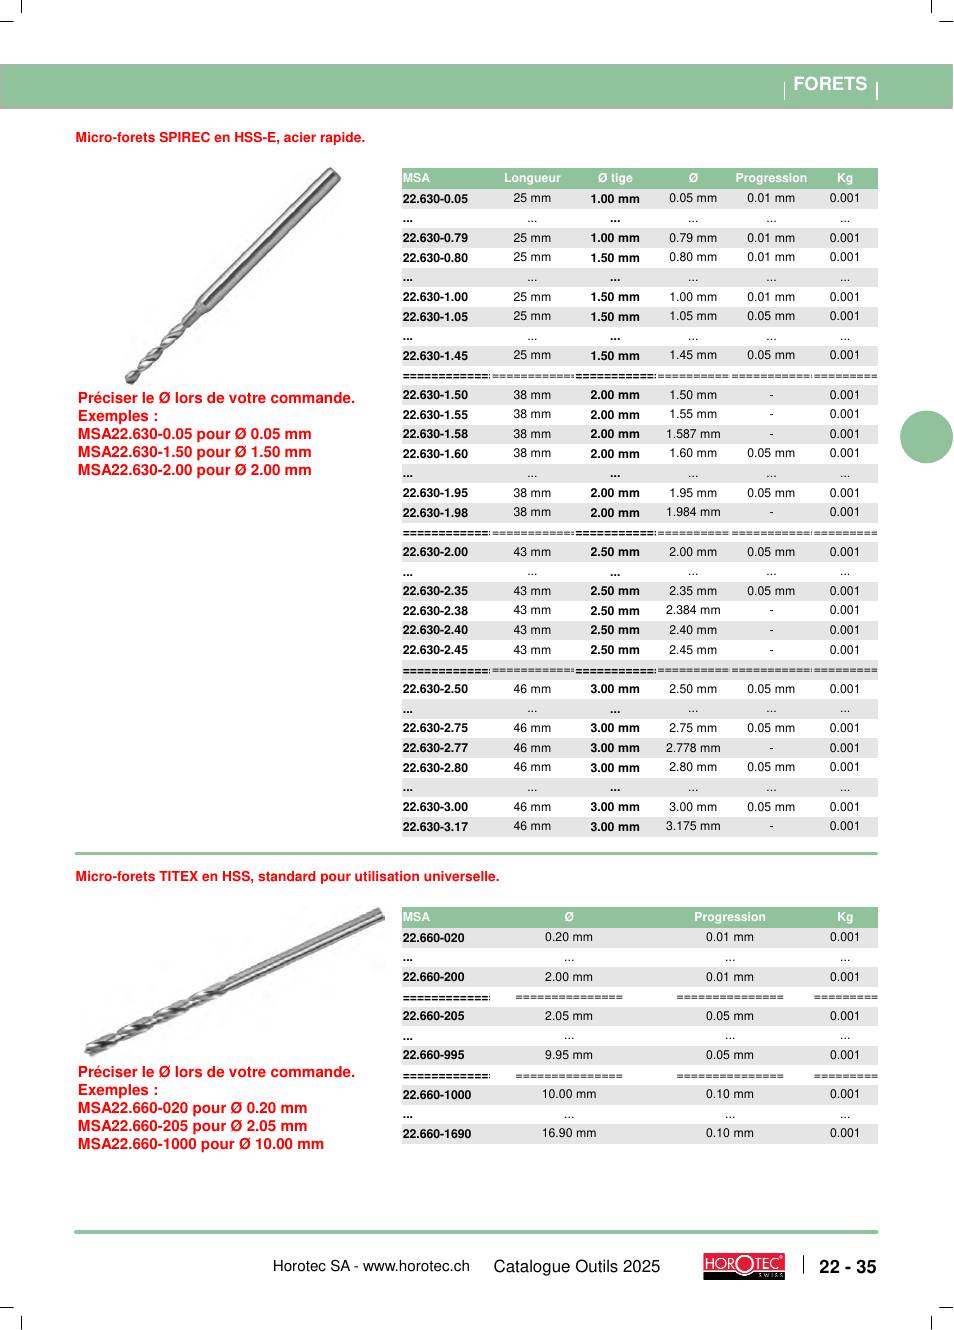 FORETS
Micro-forets SPIREC en HSS-E, acier rapide.
MSA Longueur Ø tige Ø Progression Kg
22.630-0.05 25 mm 1.00 mm 0.05 mm 0.01 mm 0.001
... ... ... ... ... ...
22.630-0.79 25 mm 1.00 mm 0.79 mm 0.01 mm 0.001
22.630-0.80 25 mm 1.50 mm 0.80 mm 0.01 mm 0.001
... ... ... ... ... ...
22.630-1.00 25 mm 1.50 mm 1.00 mm 0.01 mm 0.001
22.630-1.05 25 mm 1.50 mm 1.05 mm 0.05 mm 0.001
... ... ... ... ... ...
22.630-1.45 25 mm 1.50 mm 1.45 mm 0.05 mm 0.001
============ ============ =========== ========== =========== =========
22.630-1.50 38 mm 2.00 mm 1.50 mm - 0.001
22.630-1.55 38 mm 2.00 mm 1.55 mm - 0.001
22.630-1.58 38 mm 2.00 mm 1.587 mm - 0.001
22.630-1.60 38 mm 2.00 mm 1.60 mm 0.05 mm 0.001
... ... ... ... ... ...
22.630-1.95 38 mm 2.00 mm 1.95 mm 0.05 mm 0.001
22.630-1.98 38 mm 2.00 mm 1.984 mm - 0.001
============ ============ =========== ========== =========== =========
22.630-2.00 43 mm 2.50 mm 2.00 mm 0.05 mm 0.001
... ... ... ... ... ...
22.630-2.35 43 mm 2.50 mm 2.35 mm 0.05 mm 0.001
22.630-2.38 43 mm 2.50 mm 2.384 mm - 0.001
22.630-2.40 43 mm 2.50 mm 2.40 mm - 0.001
22.630-2.45 43 mm 2.50 mm 2.45 mm - 0.001
============ ============ =========== ========== =========== =========
22.630-2.50 46 mm 3.00 mm 2.50 mm 0.05 mm 0.001
... ... ... ... ... ...
22.630-2.75 46 mm 3.00 mm 2.75 mm 0.05 mm 0.001
22.630-2.77 46 mm 3.00 mm 2.778 mm - 0.001
22.630-2.80 46 mm 3.00 mm 2.80 mm 0.05 mm 0.001
... ... ... ... ... ...
22.630-3.00 46 mm 3.00 mm 3.00 mm 0.05 mm 0.001
22.630-3.17 46 mm 3.00 mm 3.175 mm - 0.001
Préciser le Ø lors de votre commande.
Exemples :
MSA22.630-0.05 pour Ø 0.05 mm
MSA22.630-1.50 pour Ø 1.50 mm
MSA22.630-2.00 pour Ø 2.00 mm
Micro-forets TITEX en HSS, standard pour utilisation universelle.
MSA Ø Progression Kg
22.660-020 0.20 mm 0.01 mm 0.001
... ... ... ...
22.660-200 2.00 mm 0.01 mm 0.001
============ =============== =============== =========
22.660-205 2.05 mm 0.05 mm 0.001
... ... ... ...
22.660-995 9.95 mm 0.05 mm 0.001
============ =============== =============== =========
22.660-1000 10.00 mm 0.10 mm 0.001
... ... ... ...
22.660-1690 16.90 mm 0.10 mm 0.001
Préciser le Ø lors de votre commande.
Exemples :
MSA22.660-020 pour Ø 0.20 mm
MSA22.660-205 pour Ø 2.05 mm
MSA22.660-1000 pour Ø 10.00 mm
Horotec SA - www.horotec.ch Catalogue Outils 2025 HOROTEC SWISS 22 - 35